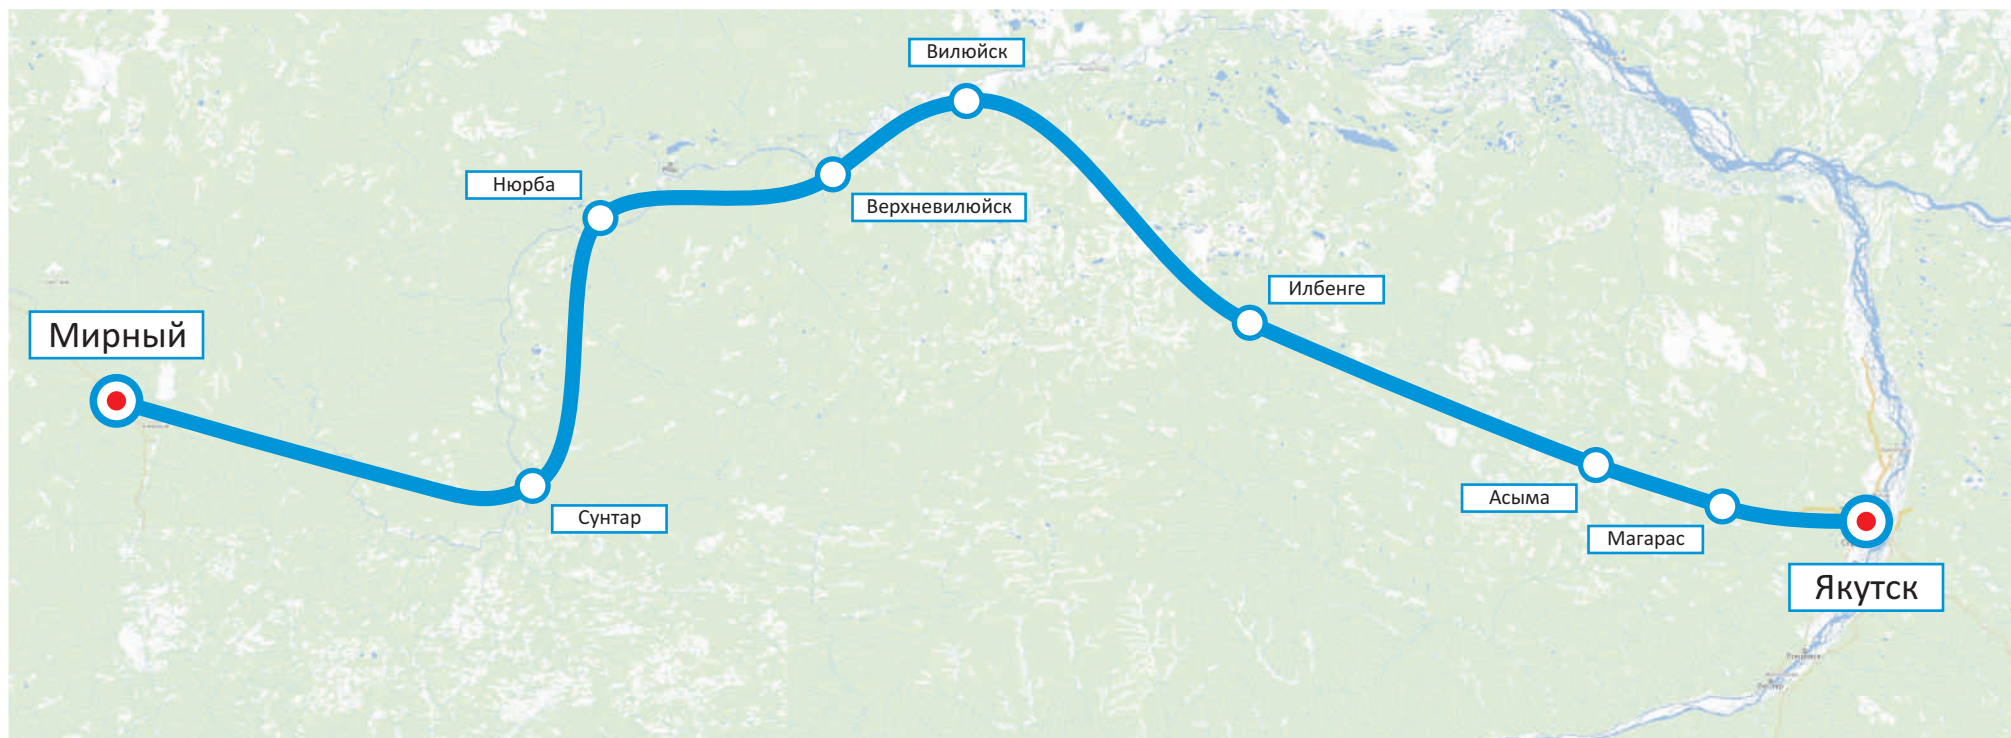 Вилюйск
Нюрба
Верхневилюйск
Илбенге
Мирный
Сунтар
Асыма
Магарас
Якутск